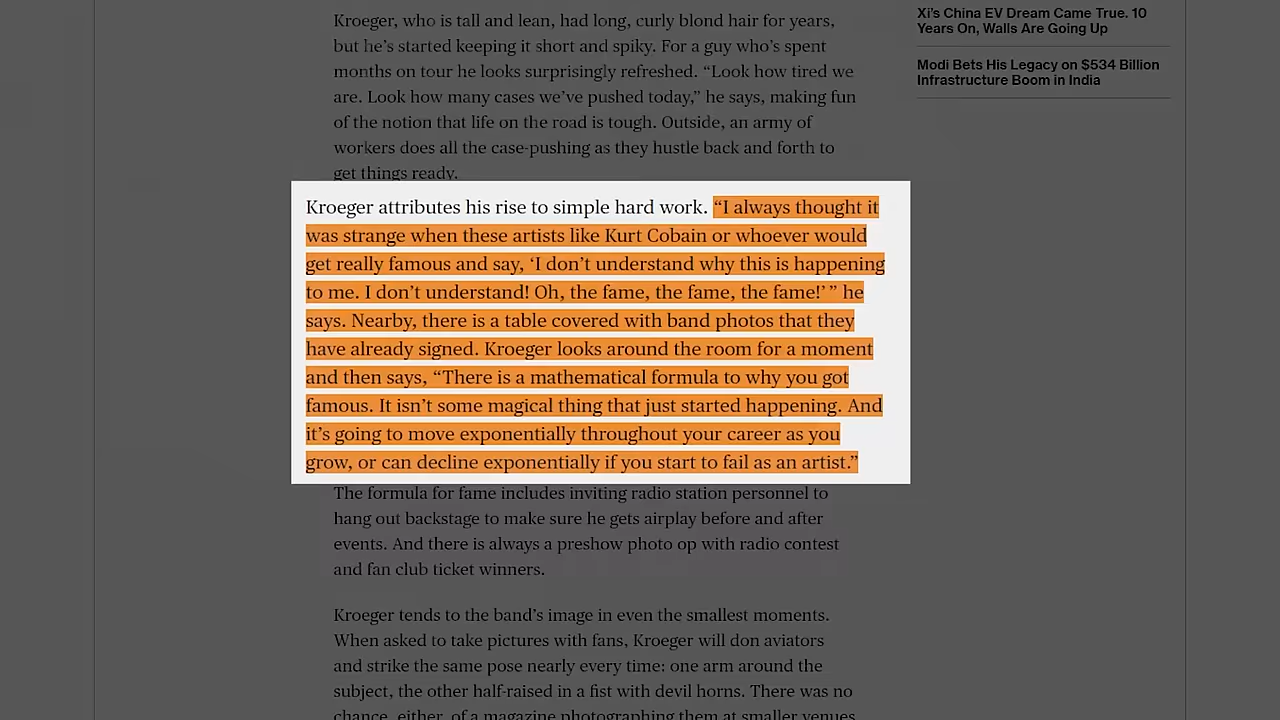 Kroeger, who is tall and lean, had long, curly blond hair for years,
but he’s started keeping it short and spiky. For a guy who’s spent
months on tour he looks surprisingly refreshed. “Look how tired we
are. Look how many cases we’ve pushed today,” he says, making fun
of the notion that life on the road is tough. Outside, an army of
workers does all the case-pushing as they hustle back and forth to
get things ready.
Kroeger attributes his rise to simple hard work. “I always thought it
was strange when these artists like Kurt Cobain or whoever would
get really famous and say, ‘I don’t understand why this is happening
to me. I don’t understand! Oh, the fame, the fame, the fame!’ ” he
says. Nearby, there is a table covered with band photos that they
have already signed. Kroeger looks around the room for a moment
and then says, “There is a mathematical formula to why you got
famous. It isn’t some magical thing that just started happening. And
it’s going to move exponentially throughout your career as you
grow, or can decline exponentially if you start to fail as an artist.”
The formula for fame includes inviting radio station personnel to
hang out backstage to make sure he gets airplay before and after
events. And there is always a preshow photo op with radio contest
and fan club ticket winners.
Kroeger tends to the band’s image in even the smallest moments.
When asked to take pictures with fans, Kroeger will don aviators
and strike the same pose nearly every time: one arm around the
subject, the other half-raised in a fist with devil horns. There was no
chance, either, of a magazine photographing them at smaller venues
Xi’s China EV Dream Came True. 10
Years On, Walls Are Going Up
Modi Bets His Legacy on $534 Billion
Infrastructure Boom in India